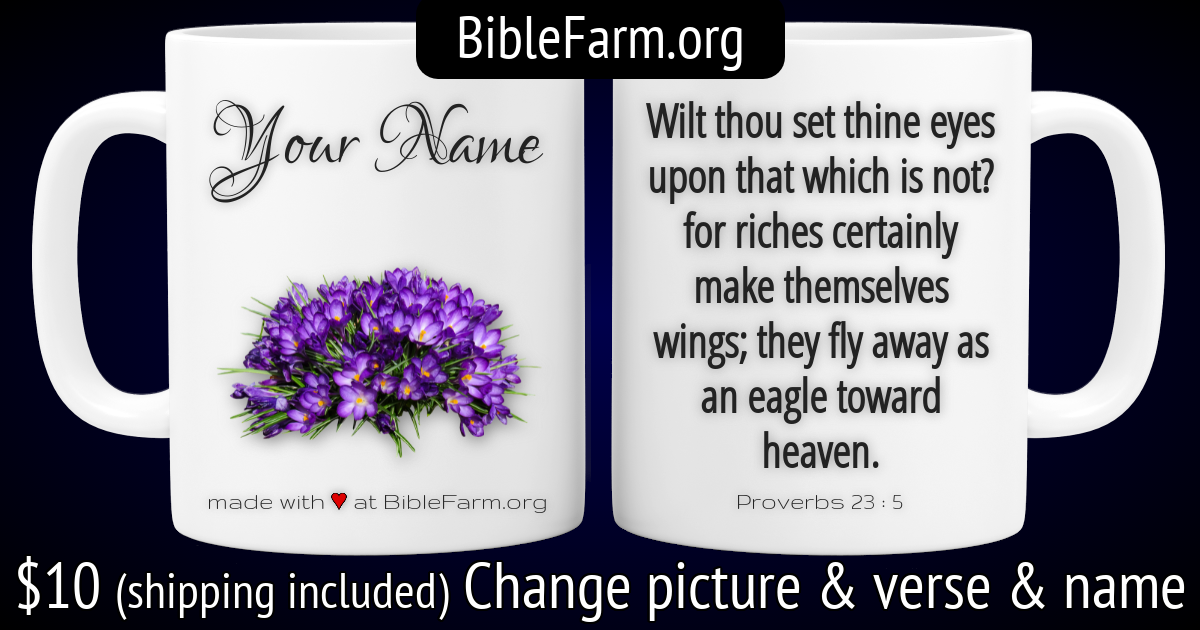 BibleFarm.org
Your Name
made with ♥ at BibleFarm.org
Wilt thou set thine eyes
upon that which is not?
for riches certainly
make themselves
wings; they fly away as
an eagle toward
heaven.
Proverbs 23 : 5
$10 (shipping included) Change picture & verse & name